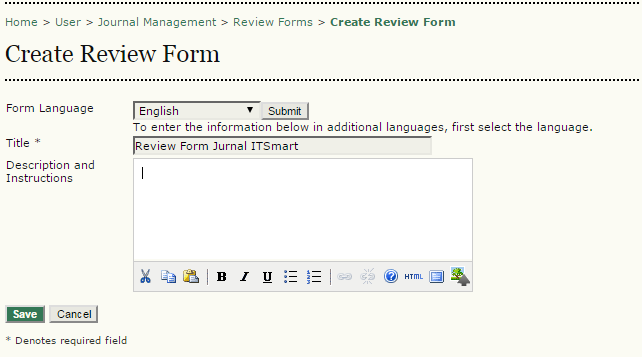 Home > User > Journal Management > Review Forms > Create Review Form
Create Review Form
Form Language
English
Submit
To enter the information below in additional languages, first select the language.
Title *
Review Form Jurnal ITSmart
Description and
Instructions
B I U HTML
Save Cancel
* Denotes required field